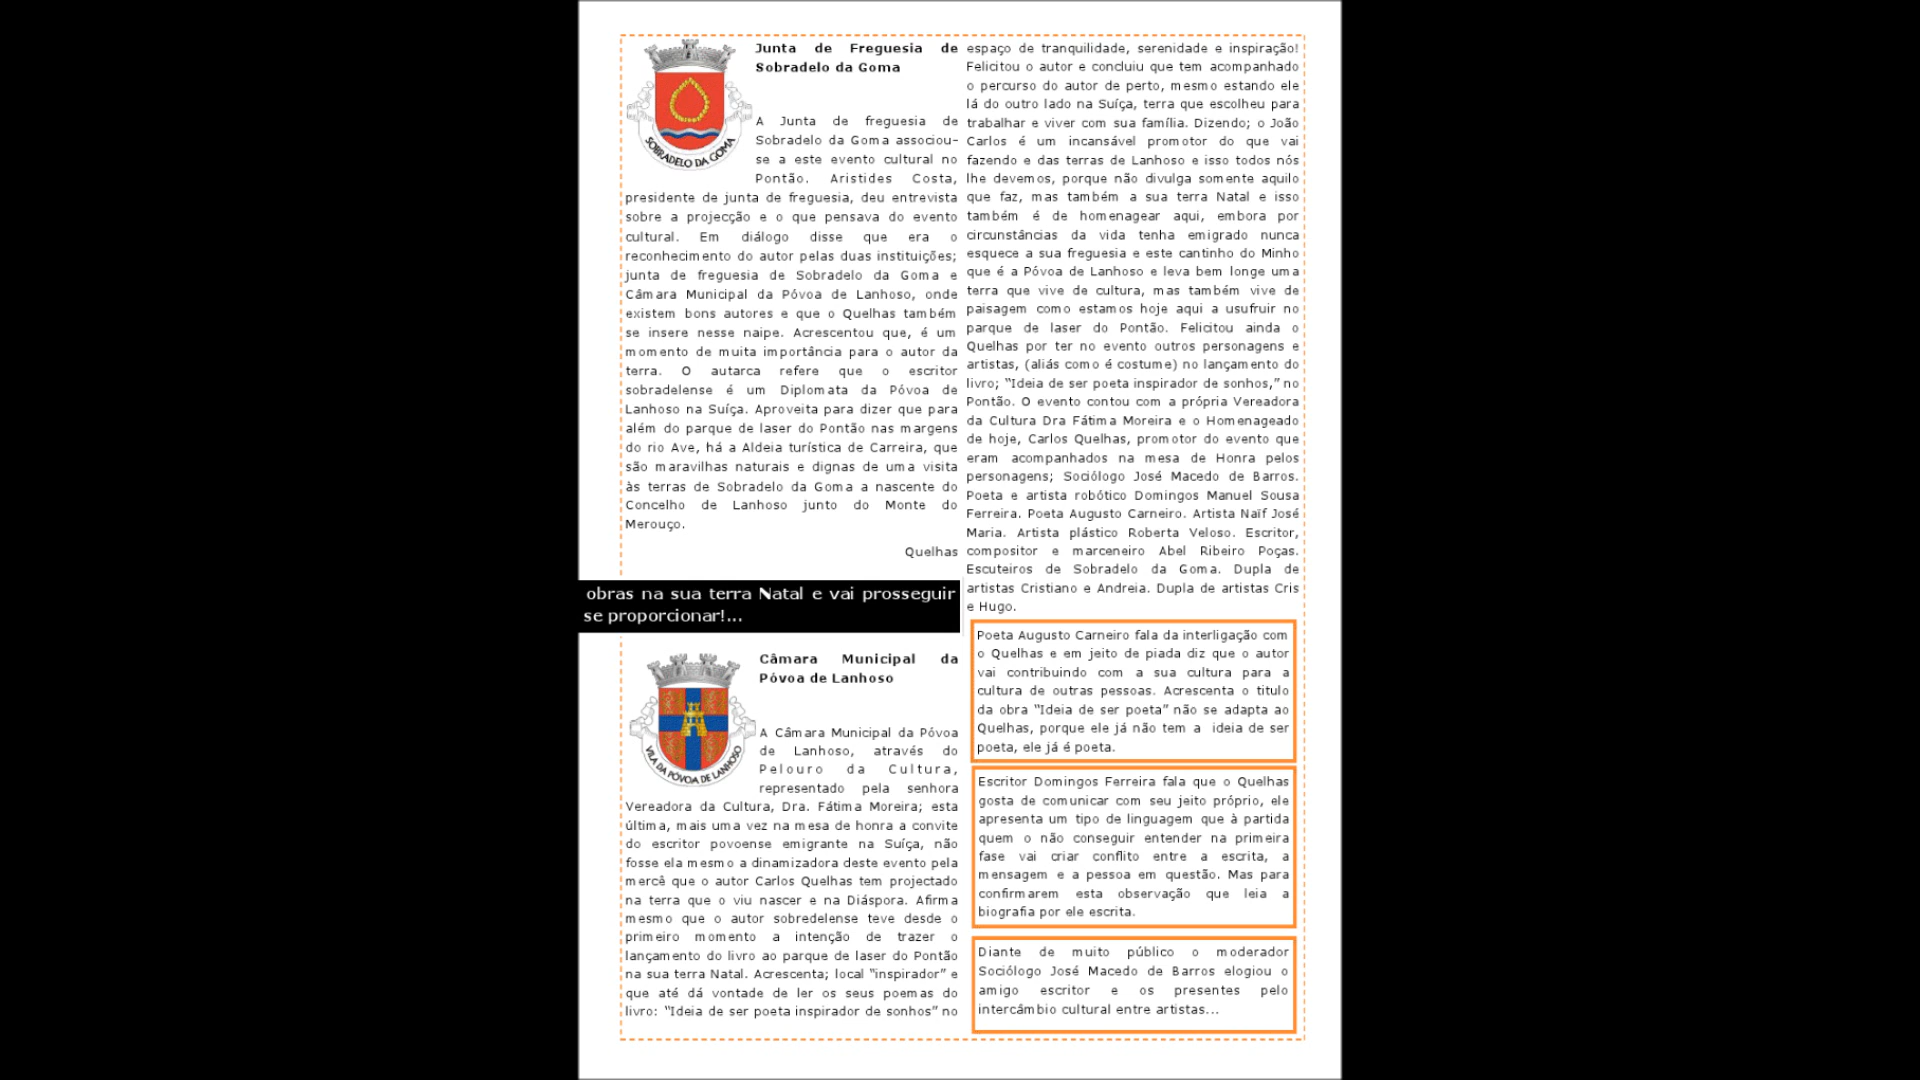 Junta de Freguesia de
Sobradelo da Goma
SOBRADELO DA GOMA
A Junta de freguesia de
Sobradelo da Goma associou-
se a este evento cultural no
Pontão. Aristides Costa,
presidente de junta de freguesia, deu entrevista
sobre a projecção e o que pensava do evento
cultural. Em diálogo disse que era o
reconhecimento do autor pelas duas instituições;
junta de freguesia de Sobradelo da Goma e
Câmara Municipal da Póvoa de Lanhoso, onde
existem bons autores e que o Quelhas também
se insere nesse naipe. Acrescentou que, é um
momento de muita importância para o autor da
terra. O autarca refere que o escritor
sobradelense é um Diplomata da Póvoa de
Lanhoso na Suíça. Aproveita para dizer que para
além do parque de laser do Pontão nas margens
do rio Ave, há a Aldeia turística de Carreira, que
são maravilhas naturais e dignas de uma visita
às terras de Sobradelo da Goma a nascente do
Concelho de Lanhoso junto do Monte do
Merouço.
Quelhas
obras na sua terra Natal e vai prosseguir
se proporcionar!...
Câmara Municipal da
Póvoa de Lanhoso
VILA DA PÓVOA DE LANHOSO
A Câmara Municipal da Póvoa
de Lanhoso, através do
Pelouro da Cultura,
representado pela senhora
Vereadora da Cultura, Dra. Fátima Moreira; esta
última, mais uma vez na mesa de honra a convite
do escritor povoense emigrante na Suíça, não
fosse ela mesmo a dinamizadora deste evento pela
mercê que o autor Carlos Quelhas tem projectado
na terra que o viu nascer e na Diáspora. Afirma
mesmo que o autor sobredelense teve desde o
primeiro momento a intenção de trazer o
lançamento do livro ao parque de laser do Pontão
na sua terra Natal. Acrescenta; local “inspirador” e
que até dá vontade de ler os seus poemas do
livro: “Ideia de ser poeta inspirador de sonhos” no
espaço de tranquilidade, serenidade e inspiração!
Felicitou o autor e concluiu que tem acompanhado
o percurso do autor de perto, mesmo estando ele
lá do outro lado na Suíça, terra que escolheu para
trabalhar e viver com sua família. Dizendo; o João
Carlos é um incansável promotor do que vai
fazendo e das terras de Lanhoso e isso todos nós
lhe devemos, porque não divulga somente aquilo
que faz, mas também a sua terra Natal e isso
também é de homenagear aqui, embora por
circunstâncias da vida tenha emigrado nunca
esquece a sua freguesia e este cantinho do Minho
que é a Póvoa de Lanhoso e leva bem longe uma
terra que vive de cultura, mas também vive de
paisagem como estamos hoje aqui a usufruir no
parque de laser do Pontão. Felicitou ainda o
Quelhas por ter no evento outros personagens e
artistas, (aliás como é costume) no lançamento do
livro; “Ideia de ser poeta inspirador de sonhos,” no
Pontão. O evento contou com a própria Vereadora
da Cultura Dra Fátima Moreira e o Homenageado
de hoje, Carlos Quelhas, promotor do evento que
eram acompanhados na mesa de Honra pelos
personagens; Sociólogo José Macedo de Barros.
Poeta e artista robótico Domingos Manuel Sousa
Ferreira. Poeta Augusto Carneiro. Artista Naïf José
Maria. Artista plástico Roberta Veloso. Escritor,
compositor e marceneiro Abel Ribeiro Poças.
Escuteiros de Sobradelo da Goma. Dupla de
artistas Cristiano e Andreia. Dupla de artistas Cris
e Hugo.
Poeta Augusto Carneiro fala da interligação com
o Quelhas e em jeito de piada diz que o autor
vai contribuindo com a sua cultura para a
cultura de outras pessoas. Acrescenta o titulo
da obra “Ideia de ser poeta” não se adapta ao
Quelhas, porque ele já não tem a ideia de ser
poeta, ele já é poeta.
Escritor Domingos Ferreira fala que o Quelhas
gosta de comunicar com seu jeito próprio, ele
apresenta um tipo de linguagem que à partida
quem o não conseguir entender na primeira
fase vai criar conflito entre a escrita, a
mensagem e a pessoa em questão. Mas para
confirmarem esta observação que leia a
biografia por ele escrita.
Diante de muito público o moderador
Sociólogo José Macedo de Barros elogiou o
amigo escritor e os presentes pelo
intercâmbio cultural entre artistas...